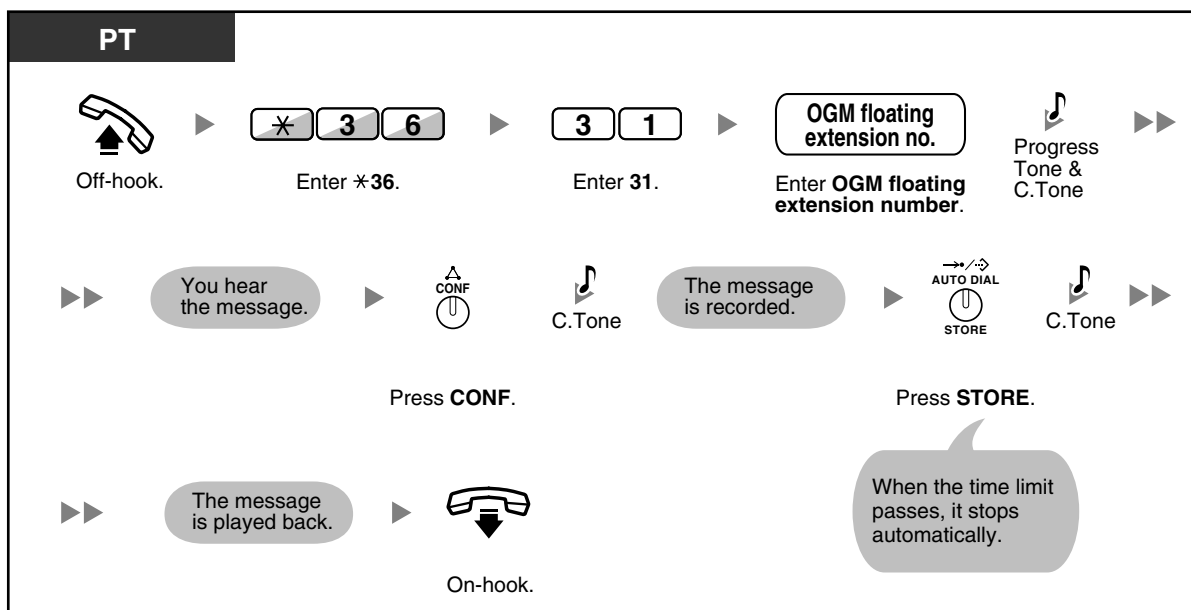 PT
✳ 3 6
3 1
OGM floating
extension no.
Off-hook.
Enter ✳36.
Enter 31.
Enter OGM floating
extension number.
Progress
Tone &
C.Tone
You hear
the message.
CONF
C.Tone
The message
is recorded.
AUTO DIAL
STORE
C.Tone
Press CONF.
Press STORE.
The message
is played back.
When the time limit
passes, it stops
automatically.
On-hook.